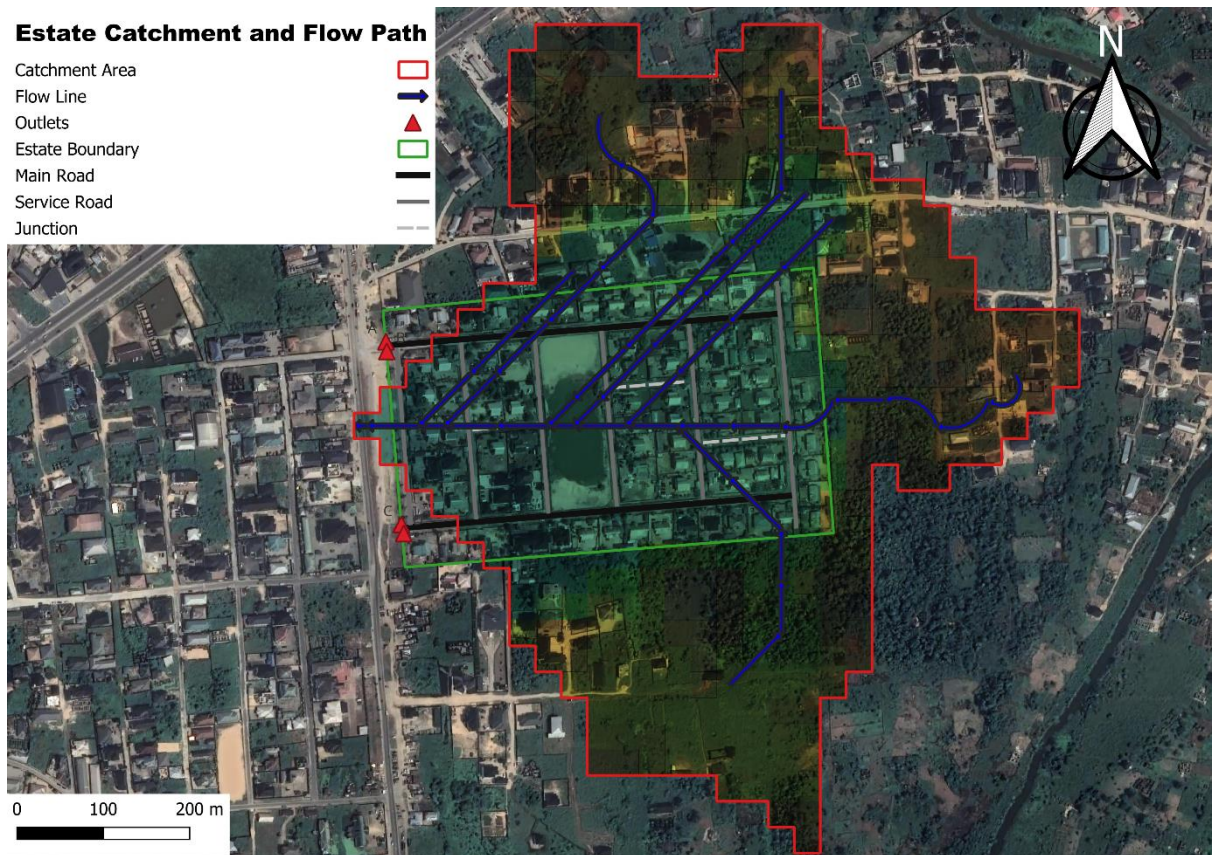 Estate Catchment and Flow Path
Catchment Area
Flow Line
Outlets
Estate Boundary
Main Road
Service Road
Junction
N
A
C
0 100 200 m